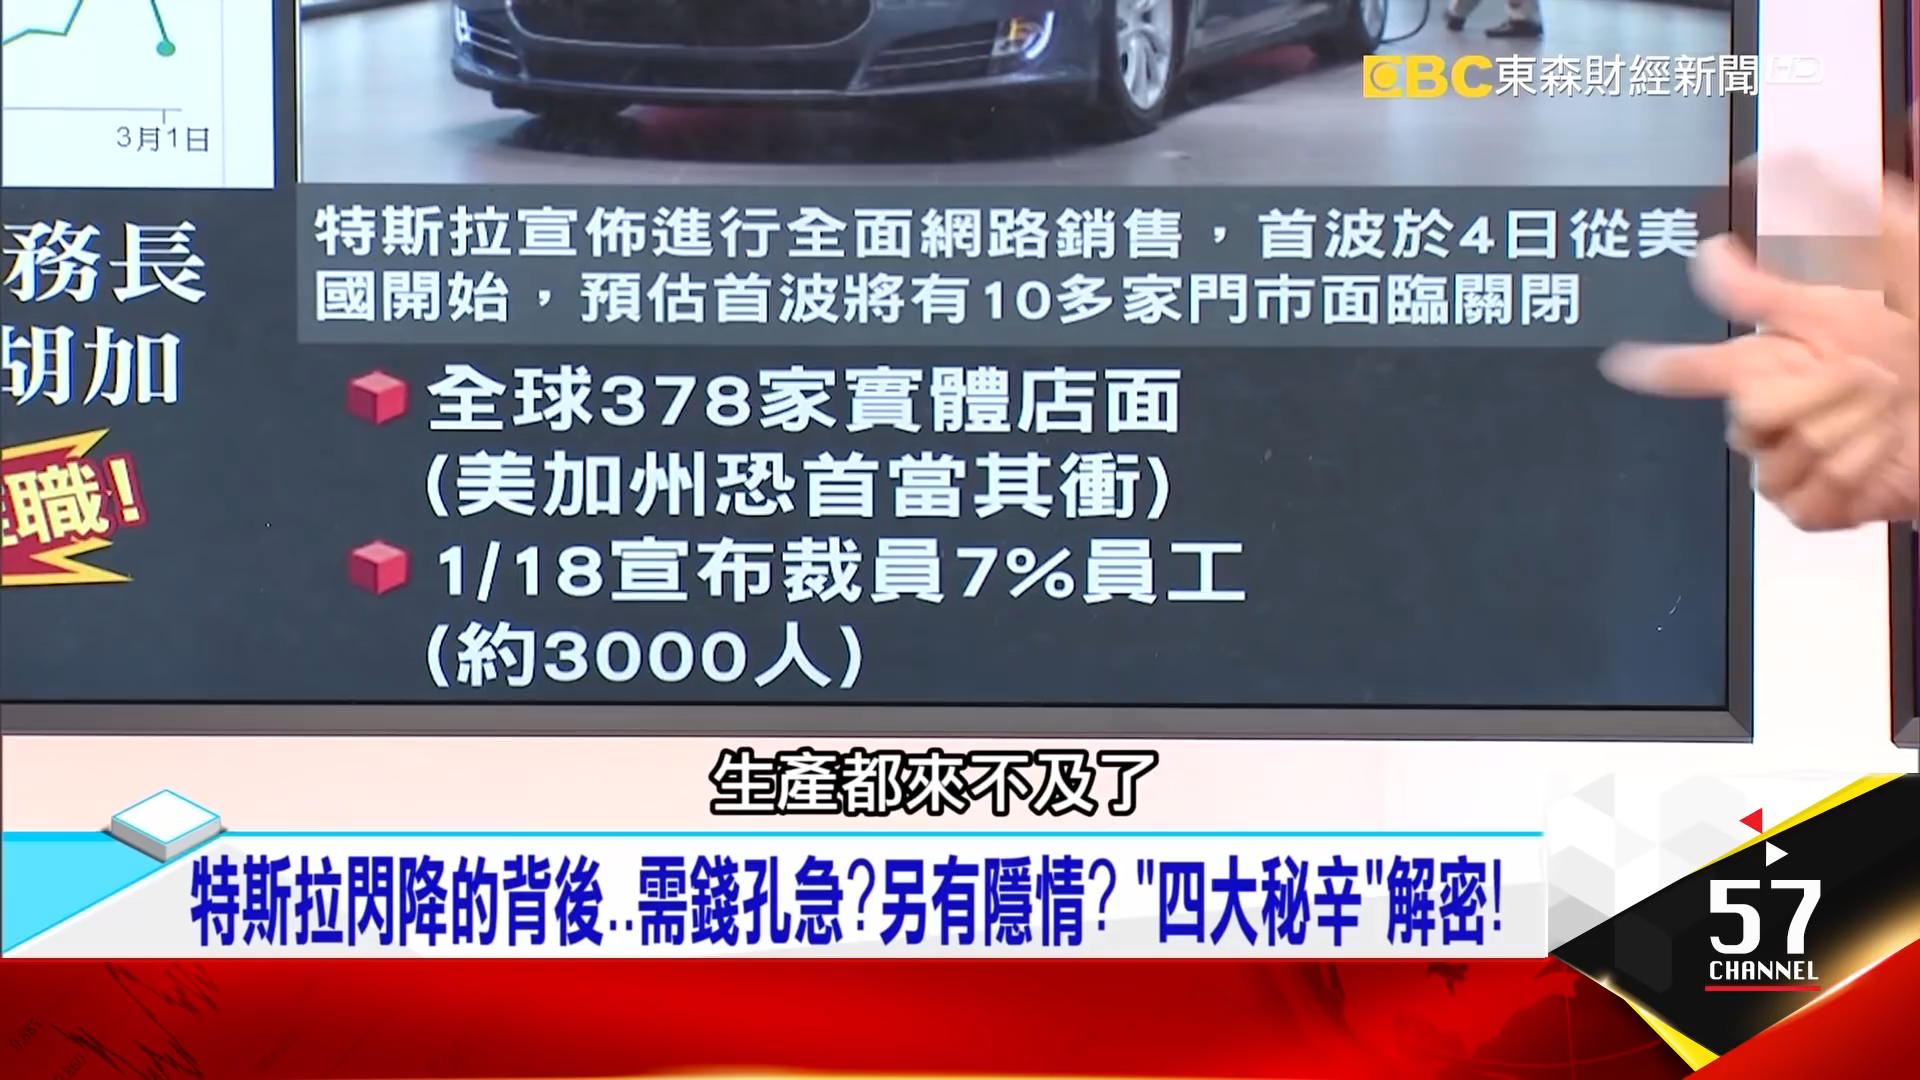 EBC 東森財經新聞 HD
3月1日
特斯拉宣佈進行全面網路銷售，首波於4日從美
國開始，預估首波將有10多家門市面臨關閉
務長
胡加
職！
全球378家實體店面
(美加州恐首當其衝)
1/18宣布裁員7%員工
(約3000人)
生產都來不及了
特斯拉閃降的背後..需錢孔急?另有隱情? "四大秘辛"解密!
57
CHANNEL